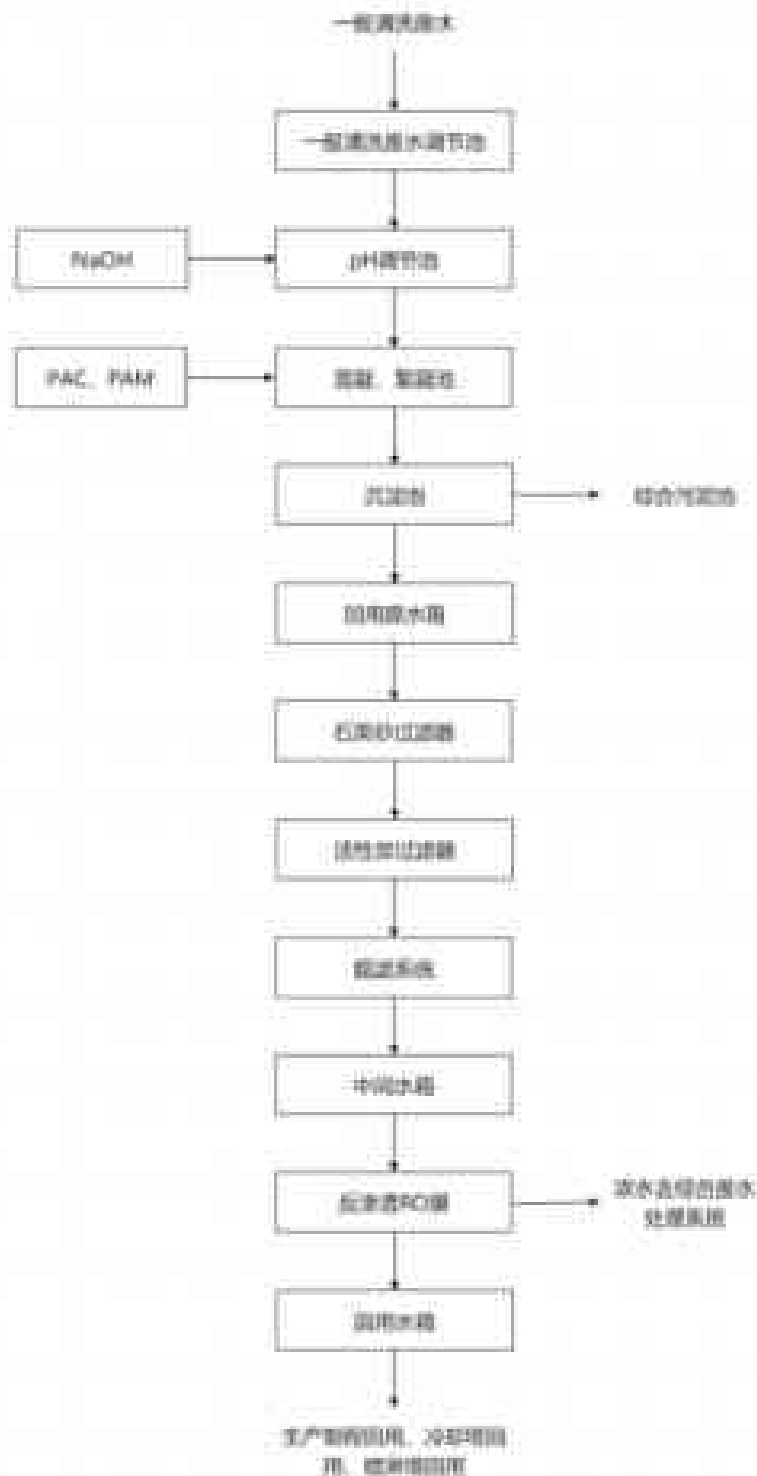 一般清洗废水
一般清洗废水调节池
NaOH
pH调节池
PAC、PAM
混凝、絮凝池
沉淀池
综合污泥池
回用原水箱
石英砂过滤器
活性炭过滤器
超滤系统
中间水箱
反渗透RO膜
浓水去综合废水
处理系统
回用水箱
生产制程回用、冷却塔回
用、喷淋塔回用